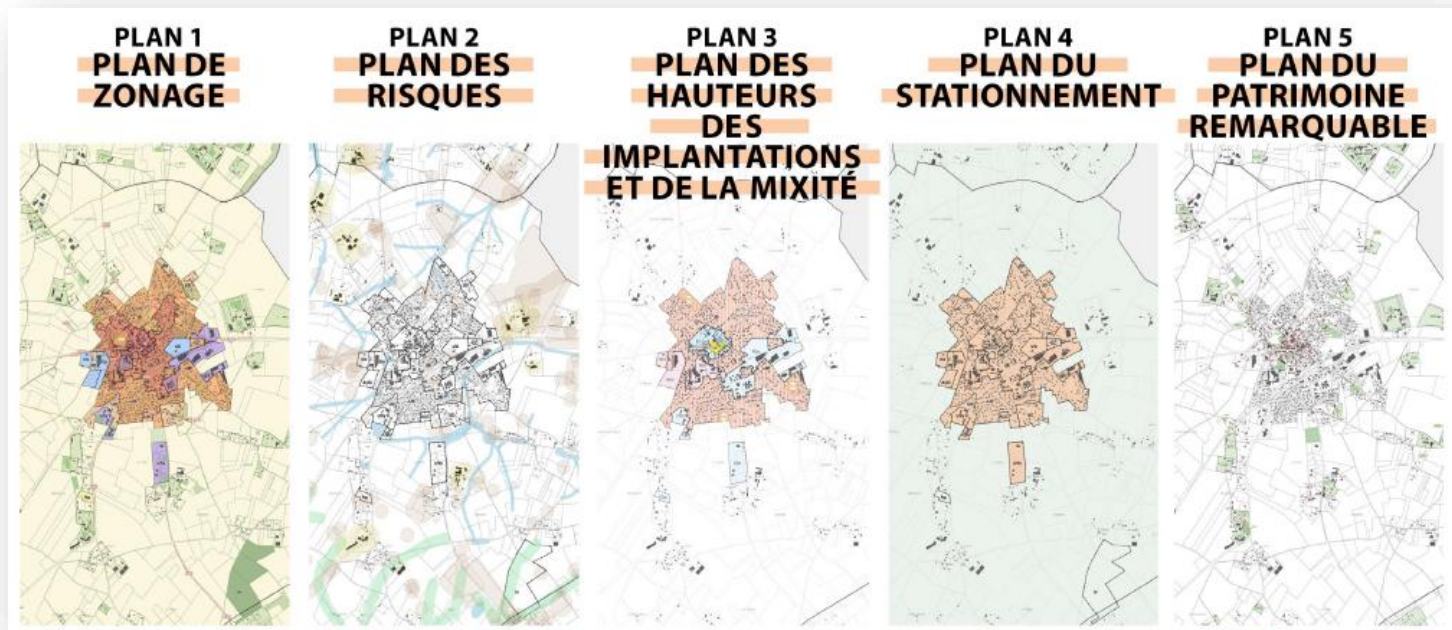 PLAN 1
PLAN DE
ZONAGE
PLAN 2
PLAN DES
RISQUES
PLAN 3
PLAN DES
HAUTEURS
DES
IMPLANTATIONS
ET DE LA MIXITÉ
PLAN 4
PLAN DU
STATIONNEMENT
PLAN 5
PLAN DU
PATRIMOINE
REMARQUABLE